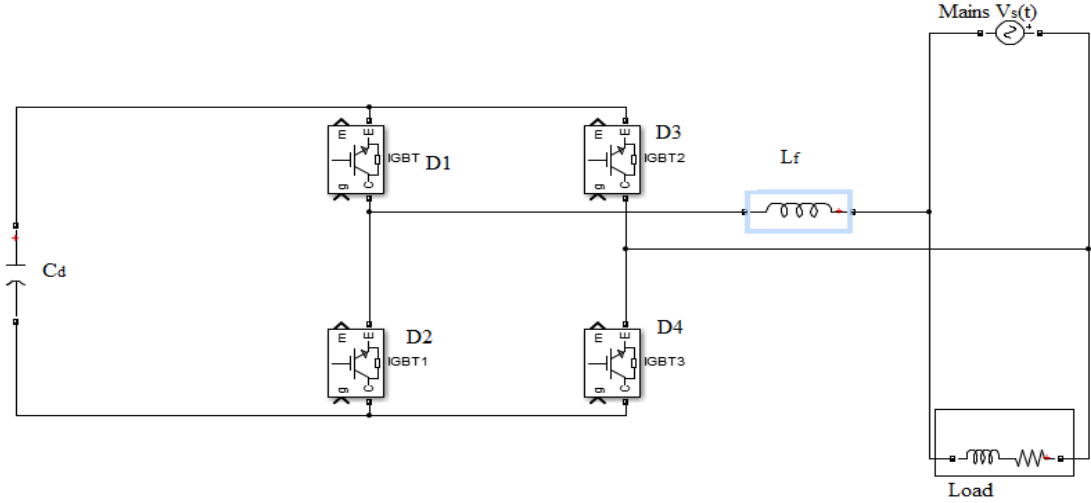 Mains Vs(t)
+
m E
IGBT
D1
g C
m E
D3
IGBT2
g C
Lf
+
+
Cd
m E
D2
IGBT1
g C
m E
D4
IGBT3
g C
+
Load